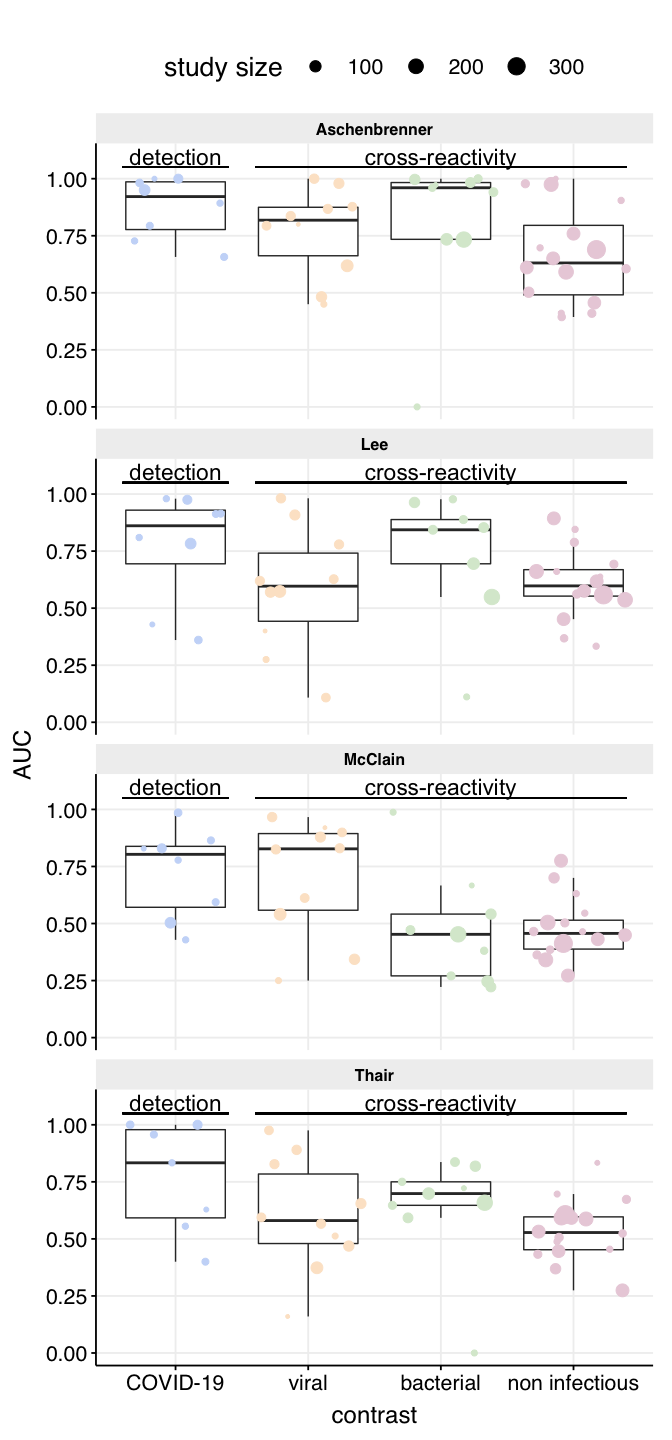 study size 100 200 300
Aschenbrenner
detection cross-reactivity
1.00
0.75
0.50
0.25
0.00
Lee
detection cross-reactivity
1.00
0.75
0.50
0.25
0.00
AUC
McClain
detection cross-reactivity
1.00
0.75
0.50
0.25
0.00
Thair
detection cross-reactivity
1.00
0.75
0.50
0.25
0.00
COVID-19 viral bacterial non infectious
contrast